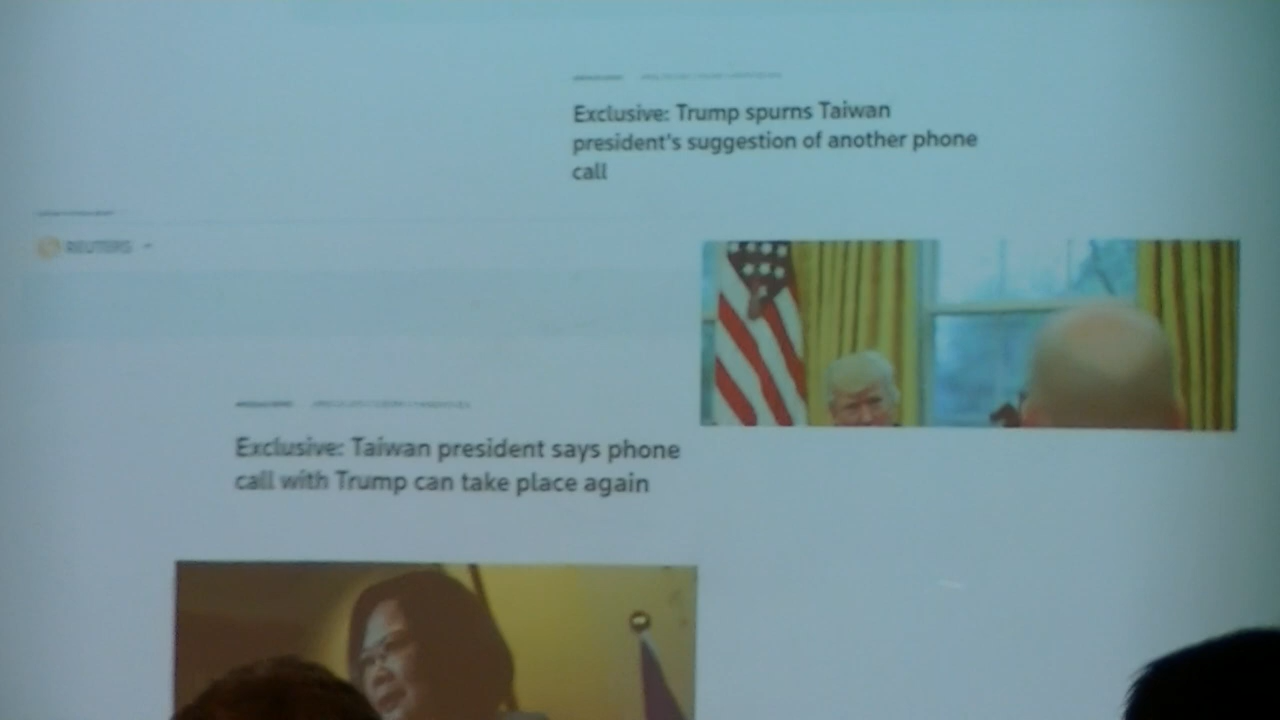 Exclusive: Trump spurns Taiwan
president's suggestion of another phone
call
REUTERS
Exclusive: Taiwan president says phone
call with Trump can take place again